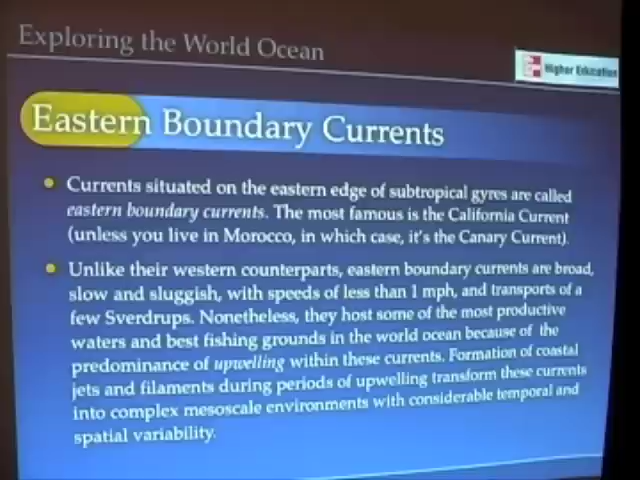 Exploring the World Ocean
Higher Education
Eastern Boundary Currents
Currents situated on the eastern edge of subtropical gyres are called
eastern boundary currents. The most famous is the California Current
(unless you live in Morocco, in which case, it's the Canary Current).
Unlike their western counterparts, eastern boundary currents are broad,
slow and sluggish, with speeds of less than 1 mph, and transports of a
few Sverdrups. Nonetheless, they host some of the most productive
waters and best fishing grounds in the world ocean because of the
predominance of upwelling within these currents. Formation of coastal
jets and filaments during periods of upwelling transform these currents
into complex mesoscale environments with considerable temporal and
spatial variability.